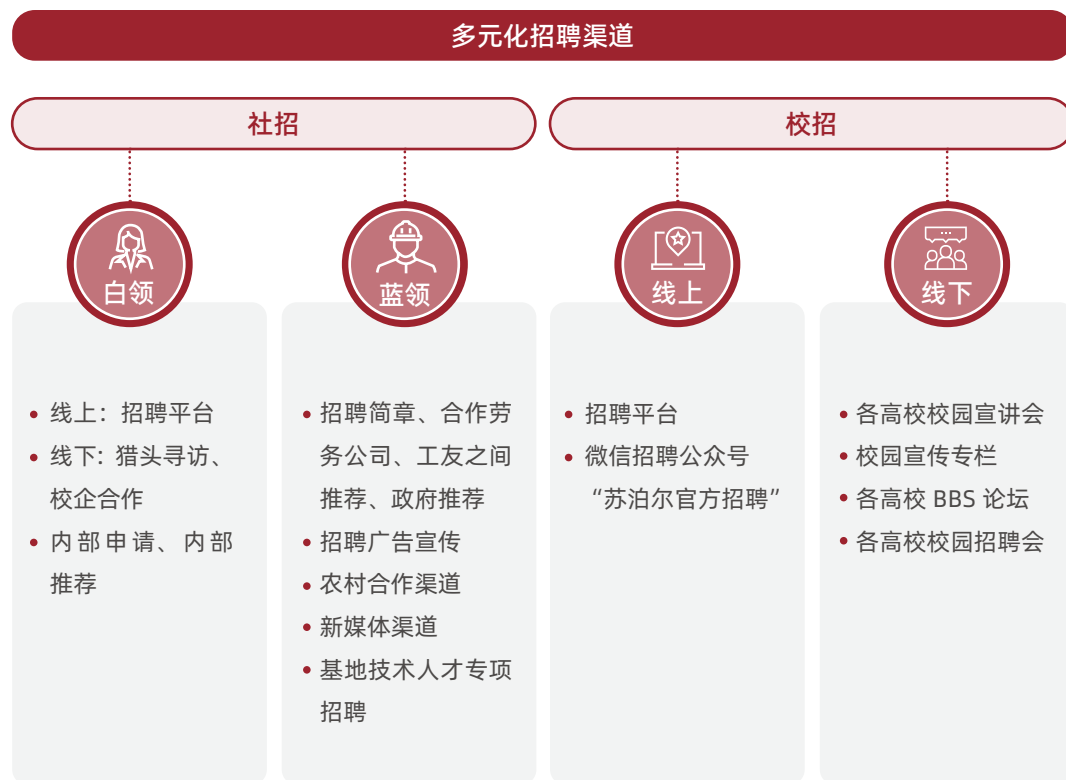 多元化招聘渠道
社招
校招
白领
蓝领
线上
线下
• 线上：招聘平台
• 线下: 猎头寻访、
校企合作
• 内部申请、内部
推荐
• 招聘简章、合作劳
务公司、工友之间
推荐、政府推荐
• 招聘广告宣传
• 农村合作渠道
• 新媒体渠道
• 基地技术人才专项
招聘
• 招聘平台
• 微信招聘公众号
“苏泊尔官方招聘”
• 各高校校园宣讲会
• 校园宣传专栏
• 各高校 BBS 论坛
• 各高校校园招聘会